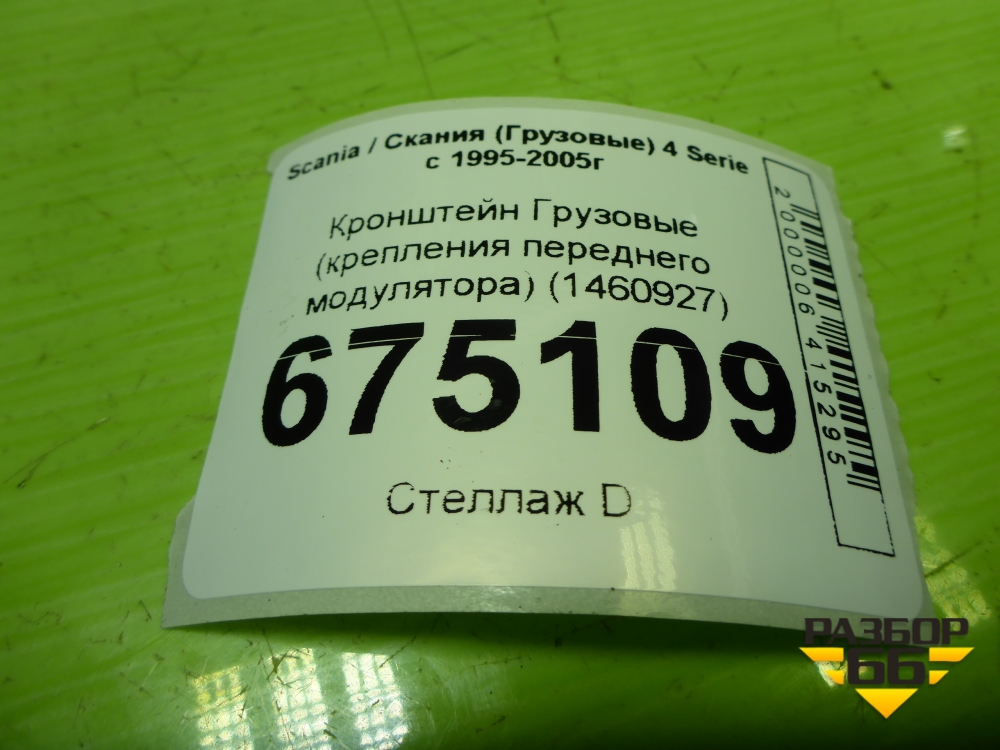 Scania / Скания (Грузовые) 4 Serie
с 1995-2005г
Кронштейн Грузовые
(крепления переднего
модулятора) (1460927)
675109
Стеллаж D
2000006415295
РАЗБОР
66